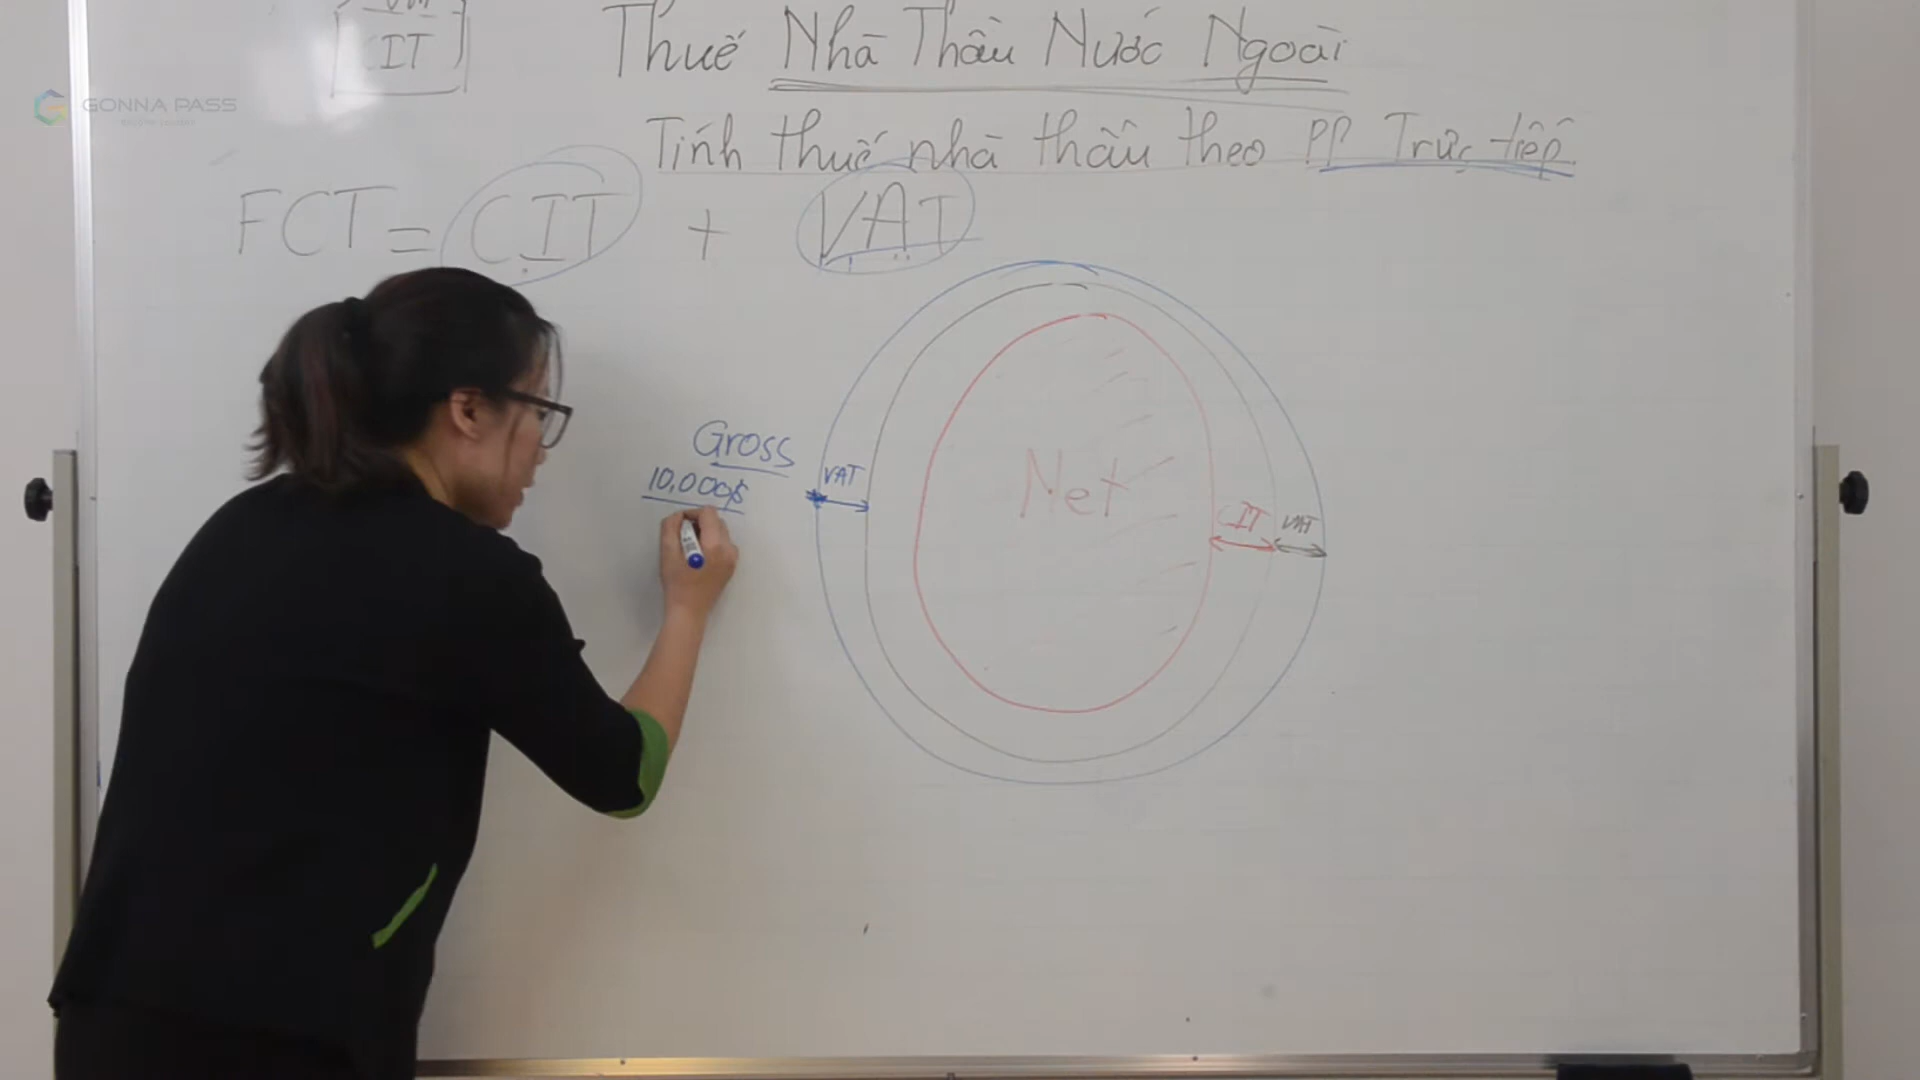 CIT
Thuế Nhà Thầu Nước Ngoài
GONNA PASS
Tính thuế nhà thầu theo PP Trực tiếp
FCT = CIT + VAT
Gross
10,000$
VAT
Net
CIT
VAT